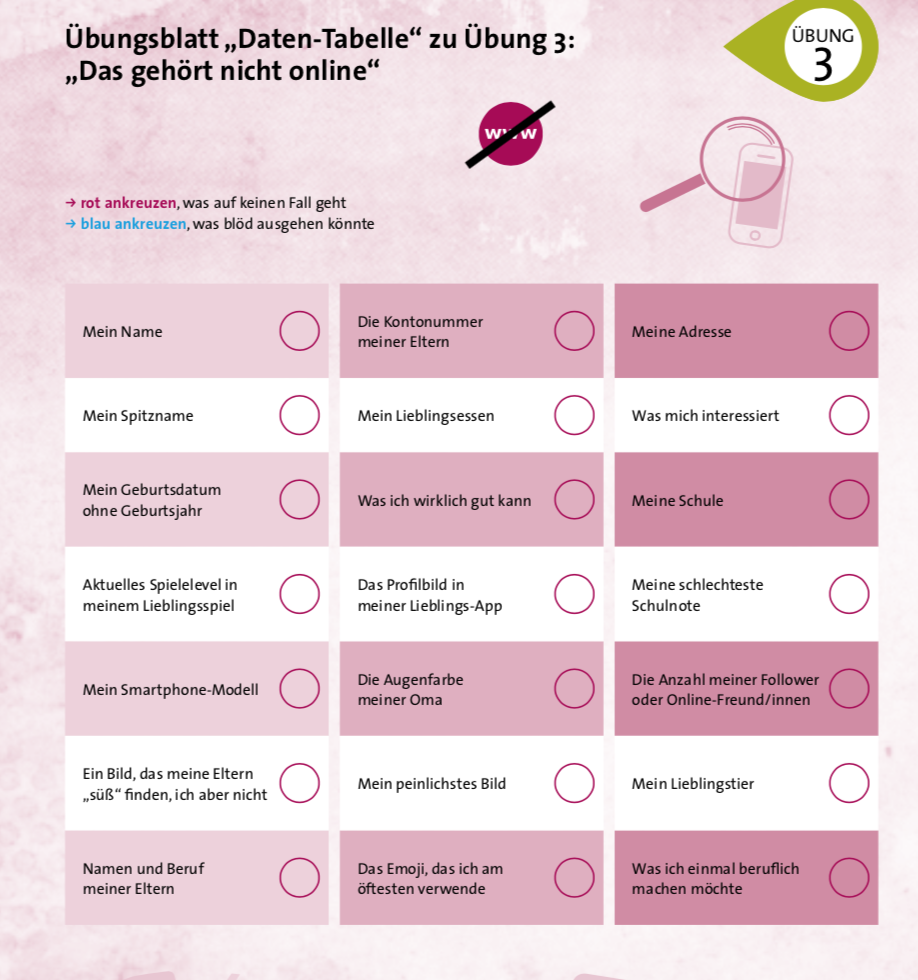 Übungsblatt „Daten-Tabelle“ zu Übung 3:
„Das gehört nicht online“
ÜBUNG
3
www
→ rot ankreuzen, was auf keinen Fall geht
→ blau ankreuzen, was blöd ausgehen könnte
Mein Name
Die Kontonummer
meiner Eltern
Meine Adresse
Mein Spitzname
Mein Lieblingsessen
Was mich interessiert
Mein Geburtsdatum
ohne Geburtsjahr
Was ich wirklich gut kann
Meine Schule
Aktuelles Spielelevel in
meinem Lieblingsspiel
Das Profilbild in
meiner Lieblings-App
Meine schlechteste
Schulnote
Mein Smartphone-Modell
Die Augenfarbe
meiner Oma
Die Anzahl meiner Follower
oder Online-Freund/innen
Ein Bild, das meine Eltern
„süß“ finden, ich aber nicht
Mein peinlichstes Bild
Mein Lieblingstier
Namen und Beruf
meiner Eltern
Das Emoji, das ich am
öftesten verwende
Was ich einmal beruflich
machen möchte